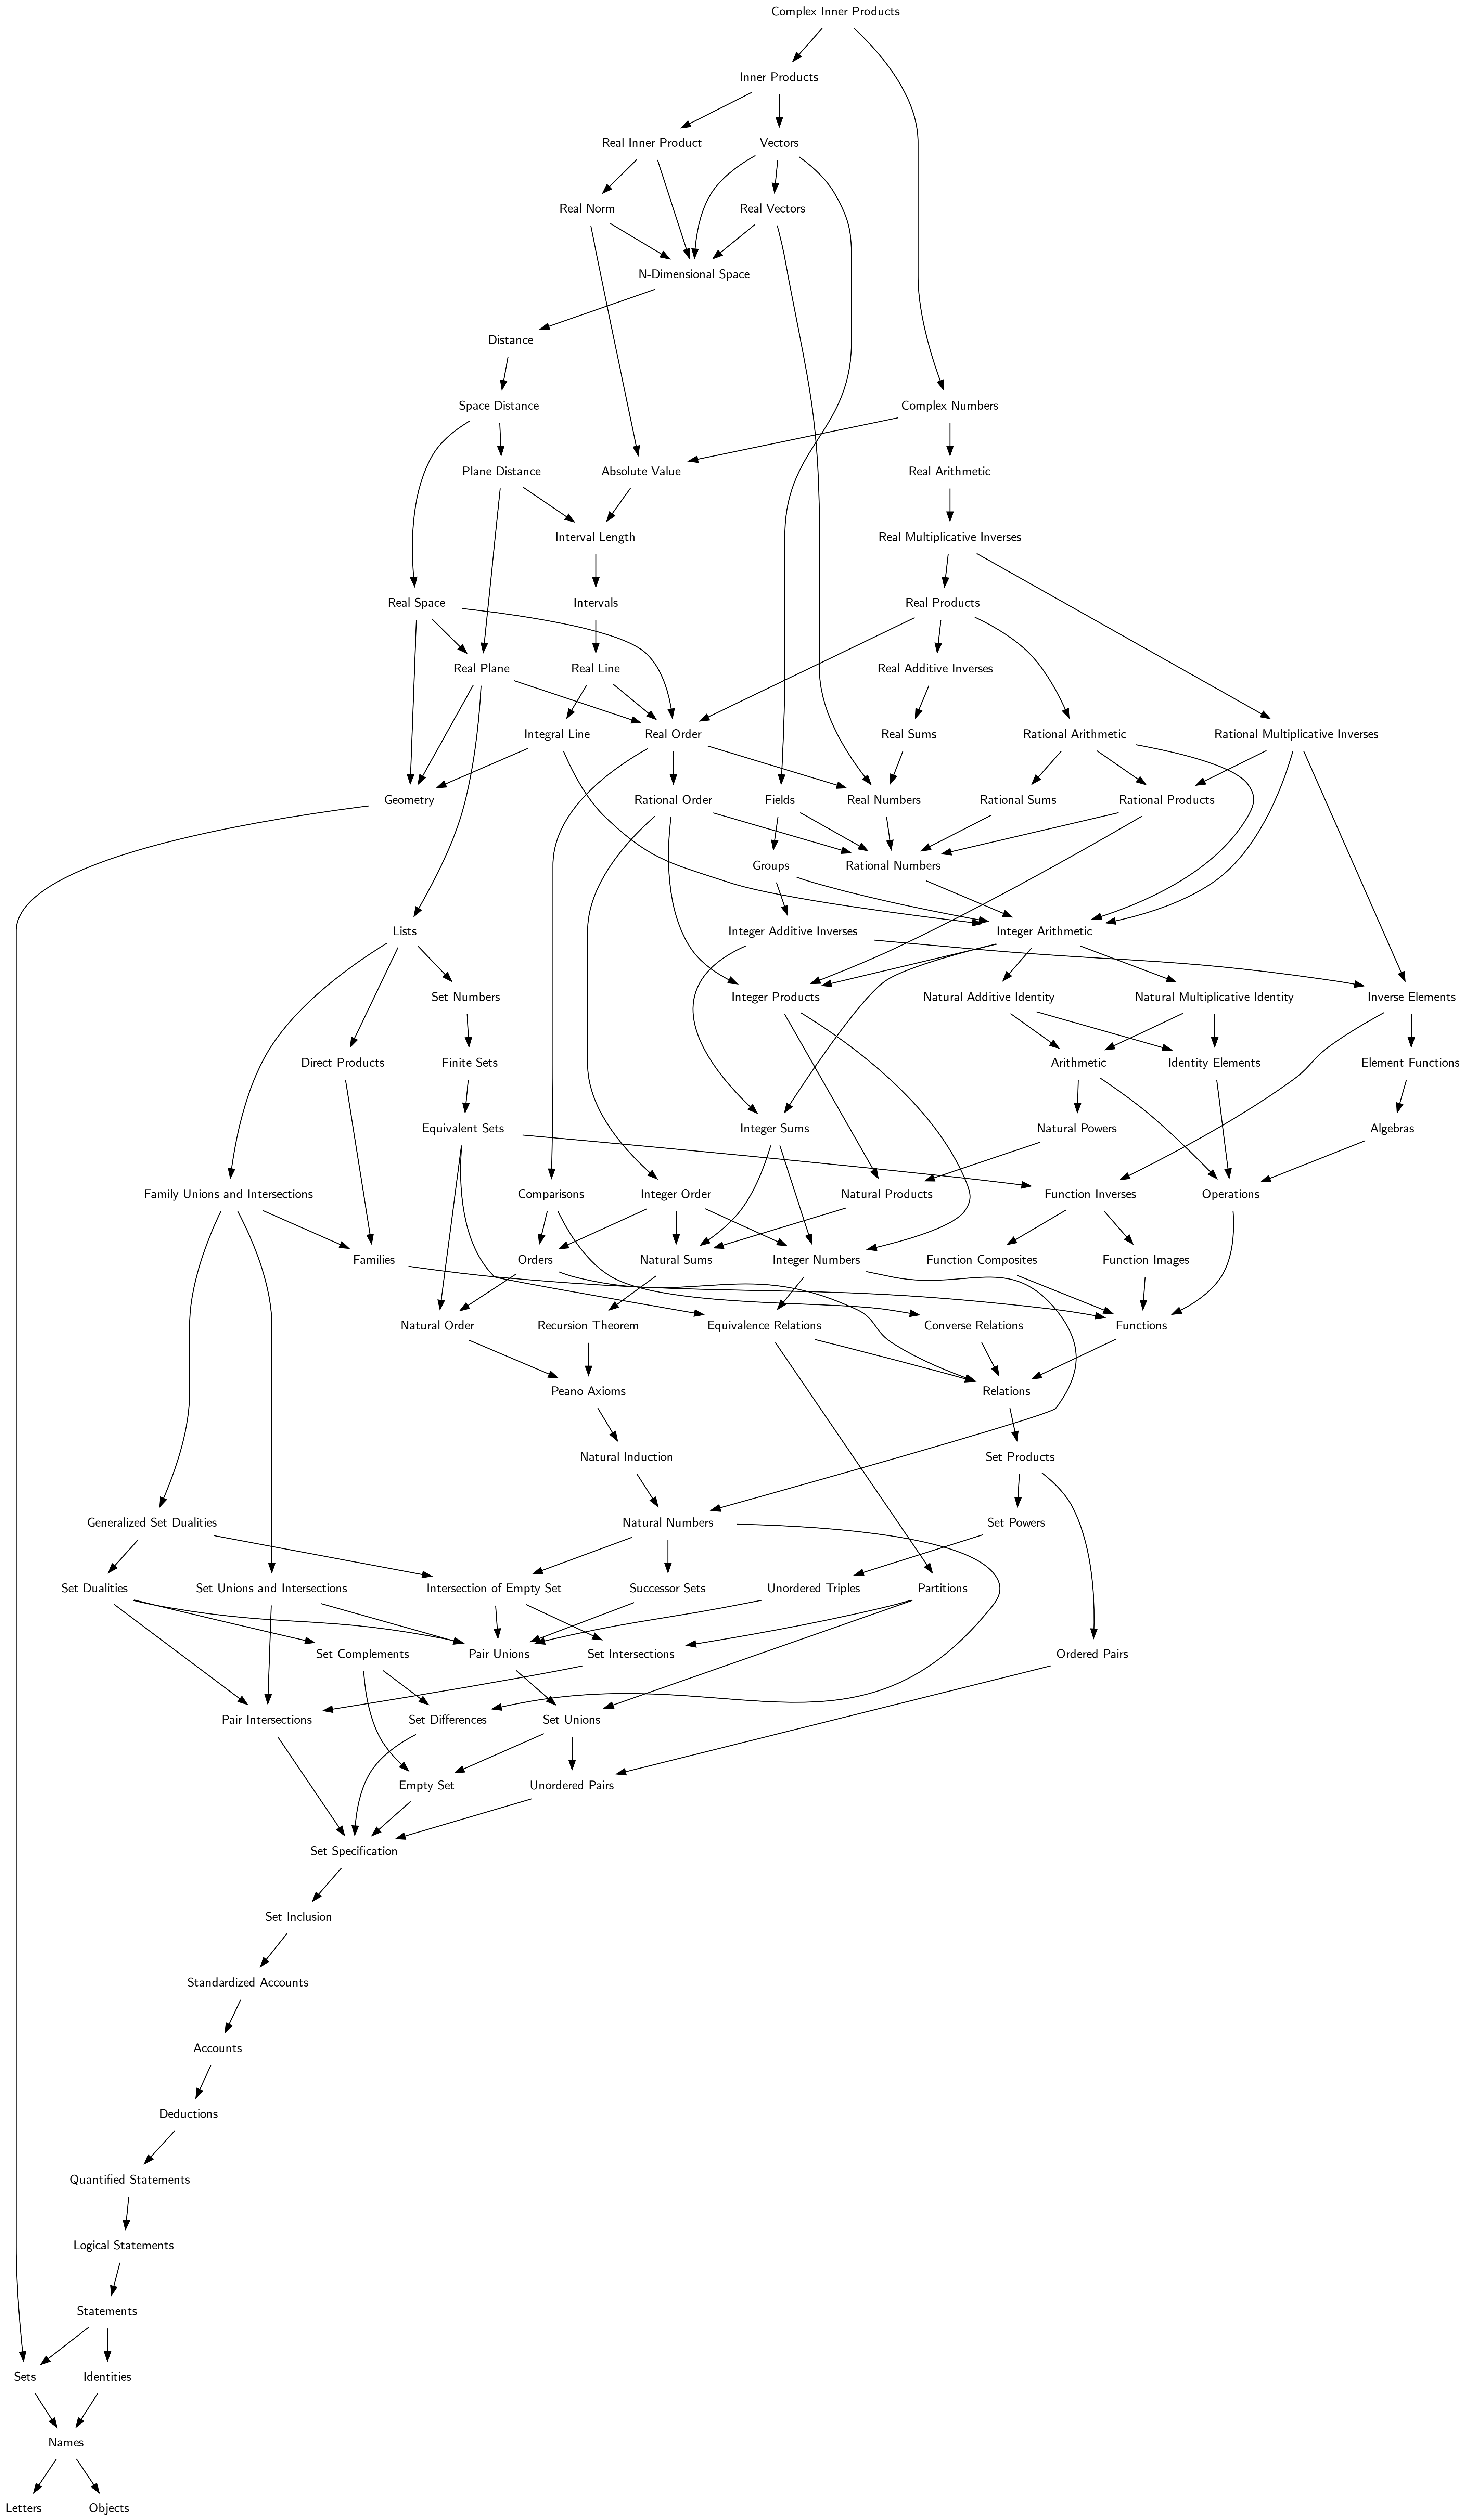 Complex Inner Products
Inner Products
Real Inner Product
Vectors
Real Norm
Real Vectors
N-Dimensional Space
Distance
Space Distance
Complex Numbers
Plane Distance
Absolute Value
Real Arithmetic
Interval Length
Real Multiplicative Inverses
Real Space
Intervals
Real Products
Real Plane
Real Line
Real Additive Inverses
Integral Line
Real Order
Real Sums
Rational Arithmetic
Rational Multiplicative Inverses
Geometry
Rational Order
Fields
Real Numbers
Rational Sums
Rational Products
Groups
Rational Numbers
Lists
Integer Additive Inverses
Integer Arithmetic
Set Numbers
Integer Products
Natural Additive Identity
Natural Multiplicative Identity
Inverse Elements
Direct Products
Finite Sets
Arithmetic
Identity Elements
Element Functions
Equivalent Sets
Integer Sums
Natural Powers
Algebras
Family Unions and Intersections
Comparisons
Integer Order
Natural Products
Function Inverses
Operations
Families
Orders
Natural Sums
Integer Numbers
Function Composites
Function Images
Natural Order
Recursion Theorem
Equivalence Relations
Converse Relations
Functions
Peano Axioms
Relations
Natural Induction
Set Products
Generalized Set Dualities
Natural Numbers
Set Powers
Set Dualities
Set Unions and Intersections
Intersection of Empty Set
Successor Sets
Unordered Triples
Partitions
Set Complements
Pair Unions
Set Intersections
Ordered Pairs
Pair Intersections
Set Differences
Set Unions
Empty Set
Unordered Pairs
Set Specification
Set Inclusion
Standardized Accounts
Accounts
Deductions
Quantified Statements
Logical Statements
Statements
Sets
Identities
Names
Letters
Objects